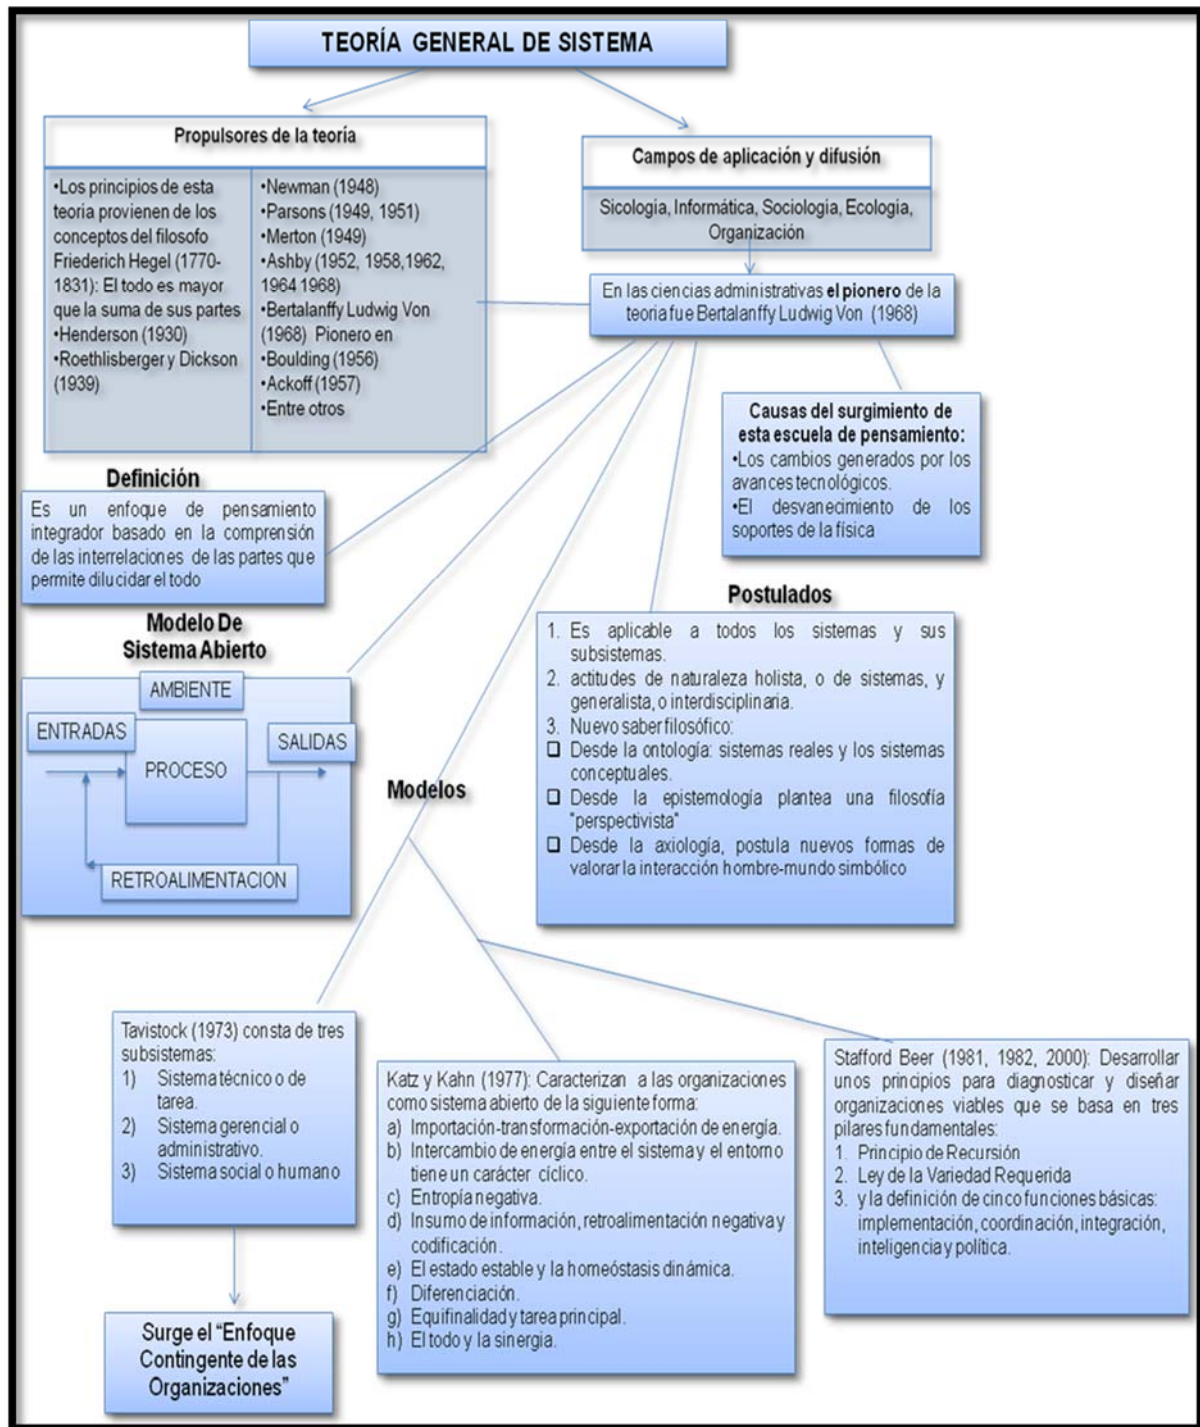 TEORÍA GENERAL DE SISTEMA
Propulsores de la teoría
•Los principios de esta
teoria provienen de los
conceptos del filosofo
Friederich Hegel (1770-
1831): El todo es mayor
que la suma de sus partes
•Henderson (1930)
•Roethlisberger y Dickson
(1939)
•Newman (1948)
•Parsons (1949, 1951)
•Merton (1949)
•Ashby (1952, 1958,1962,
1964 1968)
•Bertalanffy Ludwig Von
(1968) Pionero en
•Boulding (1956)
•Ackoff (1957)
•Entre otros
Campos de aplicación y difusión
Sicologia, Informática, Sociologia, Ecologia,
Organización
En las ciencias administrativas el pionero de la
teoria fue Bertalanffy Ludwig Von (1968)
Causas del surgimiento de
esta escuela de pensamiento:
•Los cambios generados por los
avances tecnológicos.
•El desvanecimiento de los
soportes de la física
Definición
Es un enfoque de pensamiento
integrador basado en la comprensión
de las interrelaciones de las partes que
permite dilucidar el todo
Modelo De
Sistema Abierto
AMBIENTE
ENTRADAS
PROCESO
SALIDAS
RETROALIMENTACION
Postulados
1. Es aplicable a todos los sistemas y sus
subsistemas.
2. actitudes de naturaleza holista, o de sistemas, y
generalista, o interdisciplinaria.
3. Nuevo saber filosófico:
❑ Desde la ontología: sistemas reales y los sistemas
conceptuales.
❑ Desde la epistemología plantea una filosofía
"perspectivista"
❑ Desde la axiología, postula nuevos formas de
valorar la interacción hombre-mundo simbólico
Modelos
Tavistock (1973) consta de tres
subsistemas:
1) Sistema técnico o de
tarea.
2) Sistema gerencial o
administrativo.
3) Sistema social o humano
Surge el “Enfoque
Contingente de las
Organizaciones”
Katz y Kahn (1977): Caracterizan a las organizaciones
como sistema abierto de la siguiente forma:
a) Importación-transformación-exportación de energía.
b) Intercambio de energía entre el sistema y el entorno
tiene un carácter cíclico.
c) Entropía negativa.
d) Insumo de información, retroalimentación negativa y
codificación.
e) El estado estable y la homeóstasis dinámica.
f) Diferenciación.
g) Equifinalidad y tarea principal.
h) El todo y la sinergia.
Stafford Beer (1981, 1982, 2000): Desarrollar
unos principios para diagnosticar y diseñar
organizaciones viables que se basa en tres
pilares fundamentales:
1. Principio de Recursión
2. Ley de la Variedad Requerida
3. y la definición de cinco funciones básicas:
implementación, coordinación, integración,
inteligencia y política.